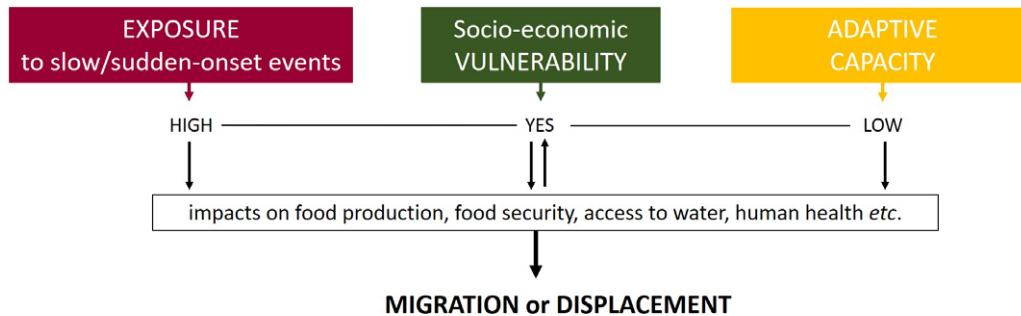 EXPOSURE
to slow/sudden-onset events
Socio-economic
VULNERABILITY
ADAPTIVE
CAPACITY
HIGH
YES
LOW
impacts on food production, food security, access to water, human health etc.
MIGRATION or DISPLACEMENT